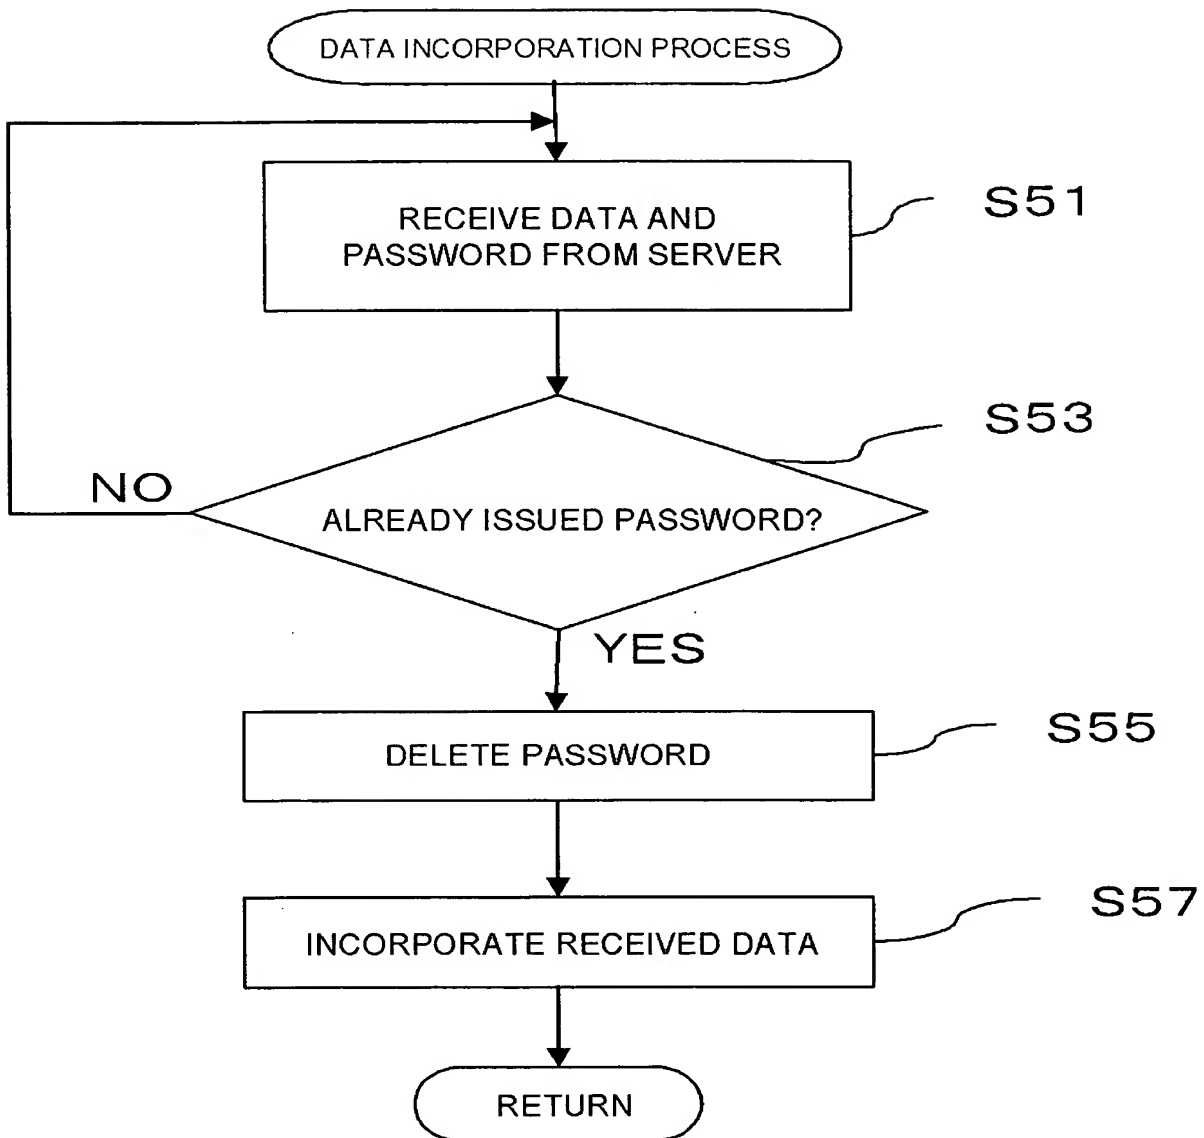 DATA INCORPORATION PROCESS
RECEIVE DATA AND
PASSWORD FROM SERVER
S51
S53
NO
ALREADY ISSUED PASSWORD?
YES
DELETE PASSWORD
S55
INCORPORATE RECEIVED DATA
S57
RETURN